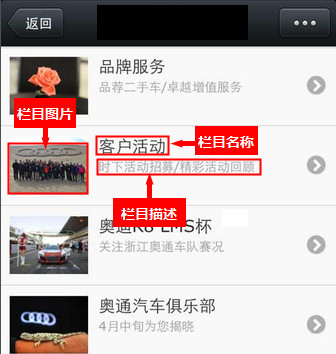 返回
品牌服务
品荐二手车/卓越增值服务
栏目图片
客户活动
栏目名称
时下活动招募/精彩活动回顾
栏目描述
奥通R8 LMS杯
关注浙江奥通车队赛况
奥通汽车俱乐部
4月中旬为您揭晓